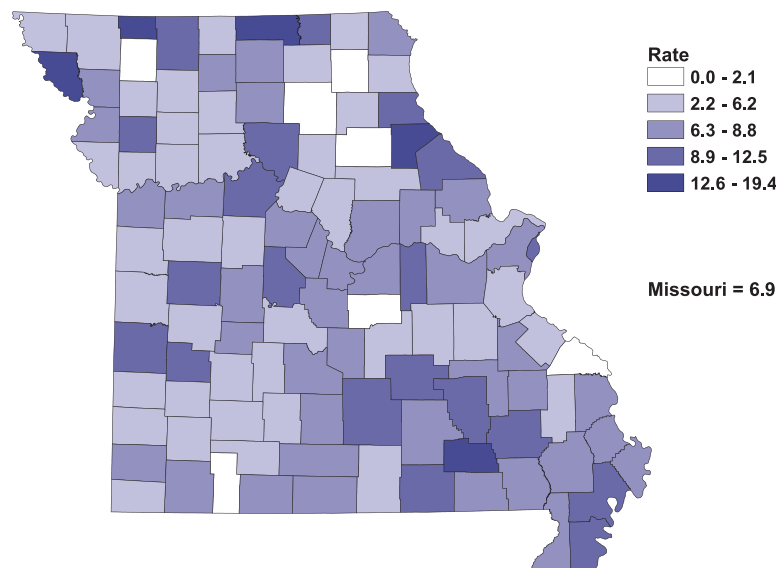 Rate
0.0 - 2.1
2.2 - 6.2
6.3 - 8.8
8.9 - 12.5
12.6 - 19.4
Missouri = 6.9